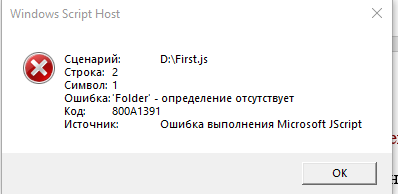 Windows Script Host
Сценарий: D:\First.js
Строка: 2
Символ: 1
Ошибка: 'Folder' - определение отсутствует
Код: 800A1391
Источник: Ошибка выполнения Microsoft JScript
OK